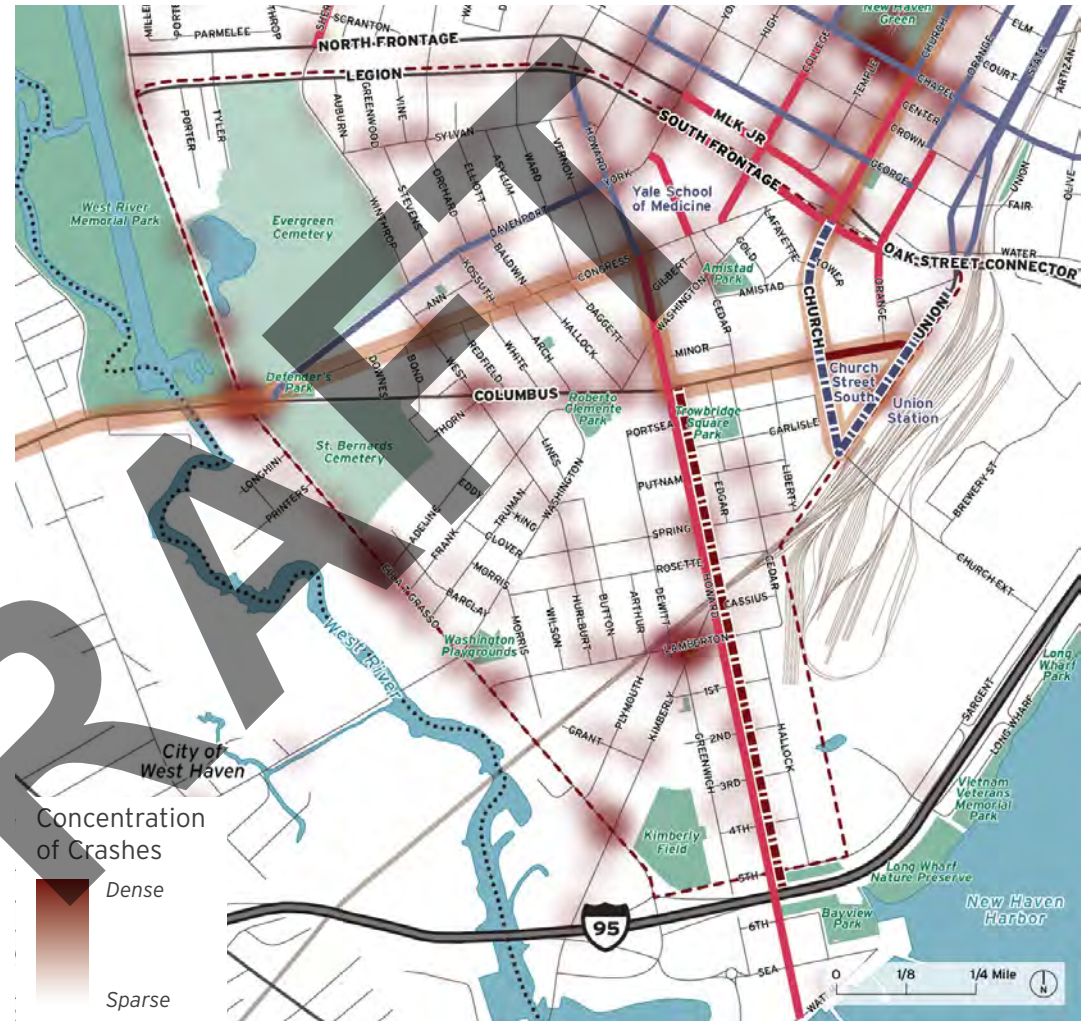 SCRANTON
PARMELEE
NORTH FRONTAGE
LEGION
New Haven
Green
HIGH
COLLEGE
TEMPLE
CHURCH
ORANGE
ELM
COURT
STATE
ARTIZAN
CHAPEL
CENTER
CROWN
GEORGE
OLIVE
UNION
FAIR
WATER
MLK JR
SOUTH FRONTAGE
OAK STREET CONNECTOR
PORTER
TYLER
AUBURN
GREENWOOD
VINE
SYLVAN
ORCHARD
ELLIOTT
ASYLUM
WARD
VERNON
HOWARD
YORK
Yale School
of Medicine
West River
Memorial Park
Evergreen
Cemetery
WINTHROP
STEVENS
DAVENPORT
BALDWIN
CONGRESS
GILBERT
WASHINGTON
GOLD
LAFAYETTE
TOWER
Amistad
Park
AMISTAD
CEDAR
ORANGE
CHURCH
UNION
ANN
KOSSUTH
DAGGETT
HALLOCK
ARCH
WHITE
REDFIELD
WEST
BOND
DOWNES
MINOR
Defender's
Park
COLUMBUS
Roberto
Clemente
Park
Trowbridge
Square
Park
Church
Street
South
Union
Station
THORN
PORTSEA
CARLISLE
St. Bernards
Cemetery
LINES
WASHINGTON
LONGHINI
PRINTERS
EDDY
TRUMAN
KING
PUTNAM
EDGAR
LIBERTY
BREWERY ST
ADELINE
FRANK
CLOVER
SPRING
MORRIS
ROSETTE
CEDAR
CHURCH EXT
ELLA T GRASSO
BARCLAY
HOWARD
CASSIUS
MORRIS
WILSON
HURLBURT
BUTTON
ARTHUR
DEWITT
LAMBERTON
West River
Washington
Playgrounds
1ST
PLYMOUTH
KIMBERLY
GRANT
GREENWICH
2ND
HALLOCK
3RD
SARGENT
LONG WHARF
Long
Wharf
Park
City of
West Haven
Vietnam
Veterans
Memorial
Park
Kimberly
Field
4TH
5TH
Long Wharf
Nature Preserve
New Haven
Harbor
95
Bayview
Park
6TH
SEA
Concentration
of Crashes
Dense
Sparse
0 1/8 1/4 Mile
N
RAFT